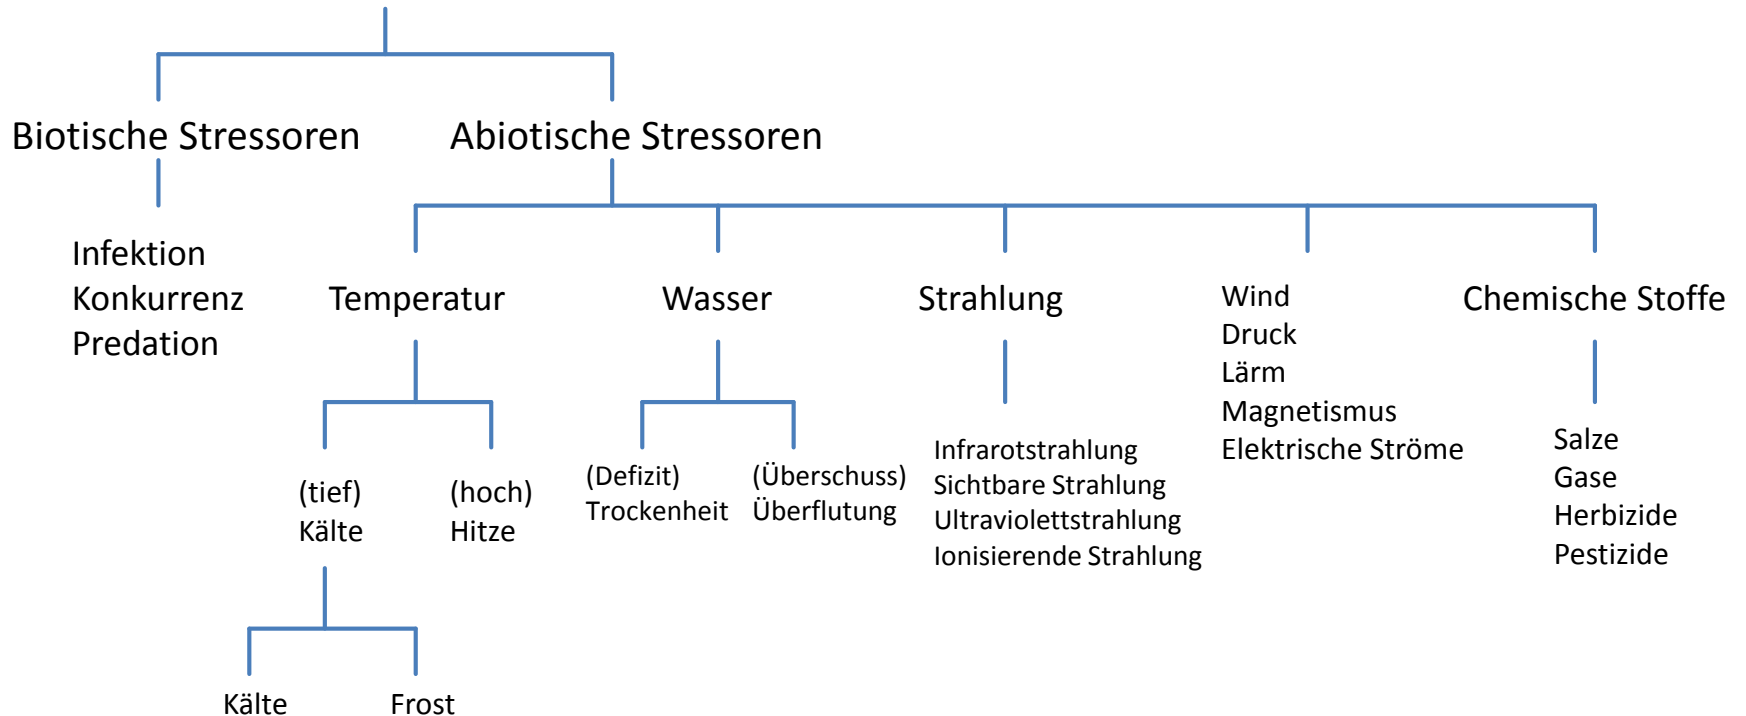 Biotische Stressoren
Abiotische Stressoren
Infektion
Konkurrenz
Predation
Temperatur
Wasser
Strahlung
Wind
Druck
Lärm
Magnetismus
Elektrische Ströme
Chemische Stoffe
(tief)
Kälte
(hoch)
Hitze
(Defizit)
Trockenheit
(Überschuss)
Überflutung
Infrarotstrahlung
Sichtbare Strahlung
Ultraviolettstrahlung
Ionisierende Strahlung
Salze
Gase
Herbizide
Pestizide
Kälte
Frost